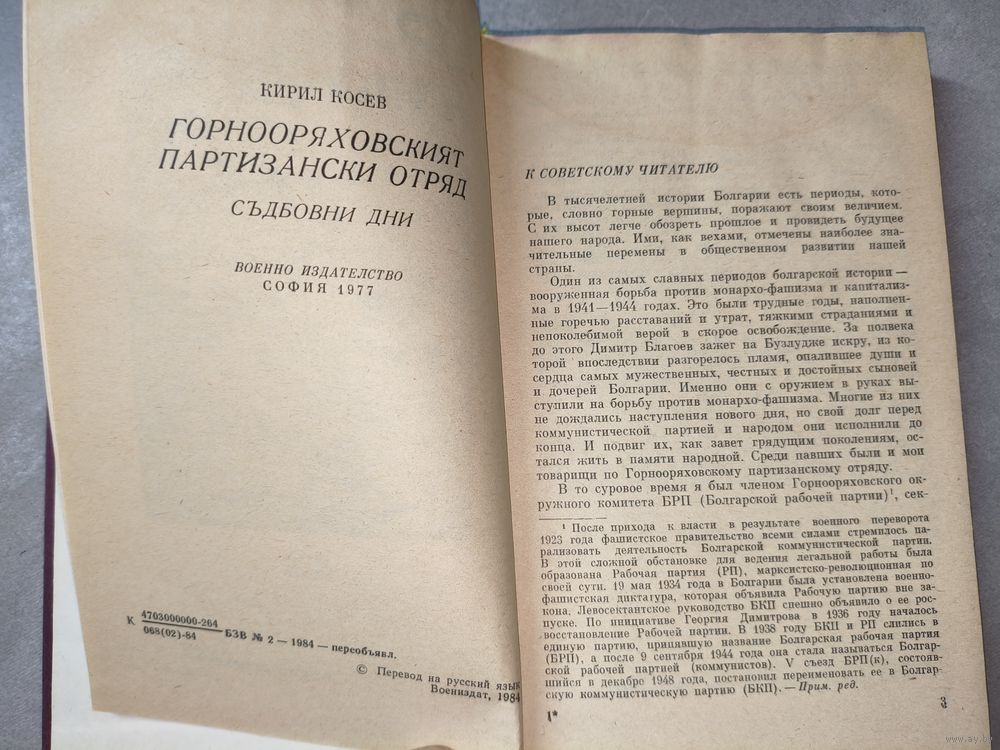 КИРИЛ КОСЕВ
ГОРНООРЯХОВСКИЯТ
ПАРТИЗАНСКИ ОТРЯД
СЪДБОВНИ ДНИ
ВОЕННО ИЗДАТЕЛСТВО
СОФИЯ 1977
К 4703000000-264
068(02)-84
БЗВ № 2 — 1984 — персобъявл.
© Перевод на русский язык
Воениздат, 1984
К СОВЕТСКОМУ ЧИТАТЕЛЮ
В тысячелетней истории Болгарии есть периоды, кото-
рые, словно горные вершины, поражают своим величием.
С их высот легче обозреть прошлое и провидеть будущее
нашего народа. Ими, как вехами, отмечены наиболее зна-
чительные перемены в общественном развитии нашей
страны.
Один из самых славных периодов болгарской истории —
вооруженная борьба против монархо-фашизма и капитализ-
ма в 1941—1944 годах. Это были трудные годы, наполнен-
ные горечью расставаний и утрат, тяжкими страданиями и
непоколебимой верой в скорое освобождение. За полвека
до этого Димитр Благоев зажег на Бузлудже искру, из ко-
торой впоследствии разгорелось пламя, опалившее души и
сердца самых мужественных, честных и достойных сыновей
и дочерей Болгарии. Именно они с оружием в руках вы-
ступили на борьбу против монархо-фашизма. Многие из них
не дождались наступления нового дня, но свой долг перед
коммунистической партией и народом они исполнили до
конца. И подвиг их, как завет грядущим поколениям, ос-
тался жить в памяти народной. Среди павших были и мои
товарищи по Горнооряховскому партизанскому отряду.
В то суровое время я был членом Горнооряховского ок-
ружного комитета БРП (Болгарской рабочей партии)¹, сек-
¹ После прихода к власти в результате военного переворота
1923 года фашистское правительство всеми силами стремилось па-
рализовать деятельность Болгарской коммунистической партии.
В этой сложной обстановке для ведения легальной работы была
образована Рабочая партия (РП), марксистско-революционная по
своей сути. 19 мая 1934 года в Болгарии была установлена военно-
фашистская диктатура, которая объявила Рабочую партию вне за-
кона. Левосектантское руководство БКП спешно объявило о ее рос-
пуске. По инициативе Георгия Димитрова в 1936 году началось
восстановление Рабочей партии. В 1938 году БКП и РП слились в
единую партию, принявшую название Болгарская рабочая партия
(БРП), а после 9 сентября 1944 года она стала называться Болгар-
ской рабочей партией (коммунистов). V съезд БРП(к), состояв-
шийся в декабре 1948 года, постановил переименовать ее в Болгар-
скую коммунистическую партию (БКП).— Прим. ред.
1*
3
www.ay.by